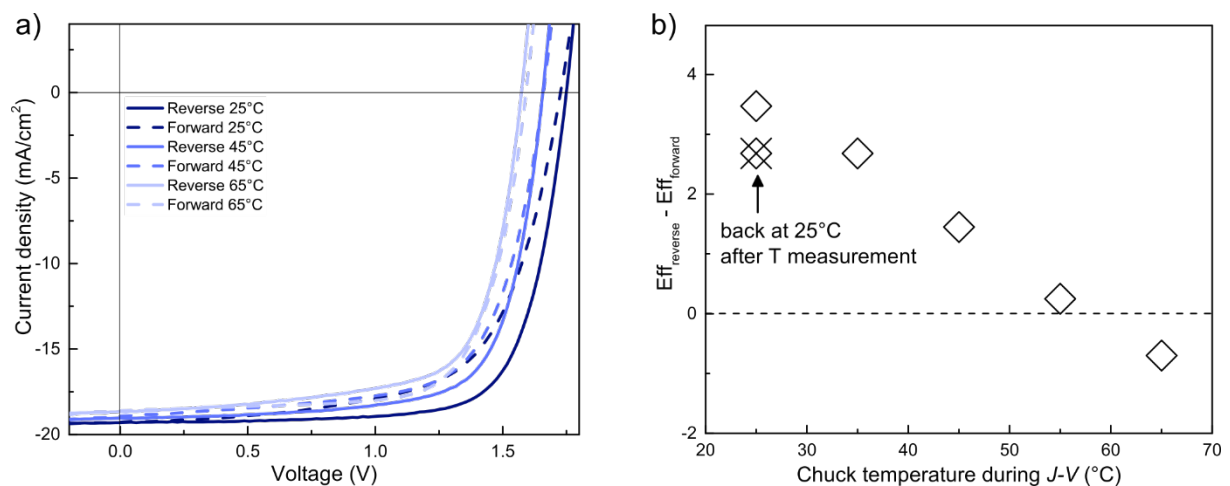 a)
Current density (mA/cm²)
0
-5
-10
-15
-20
Reverse 25°C
Forward 25°C
Reverse 45°C
Forward 45°C
Reverse 65°C
Forward 65°C
0.0
0.5
1.0
1.5
Voltage (V)
b)
Eff_reverse - Eff_forward
4
2
0
-2
back at 25°C
after T measurement
20
30
40
50
60
70
Chuck temperature during J-V (°C)